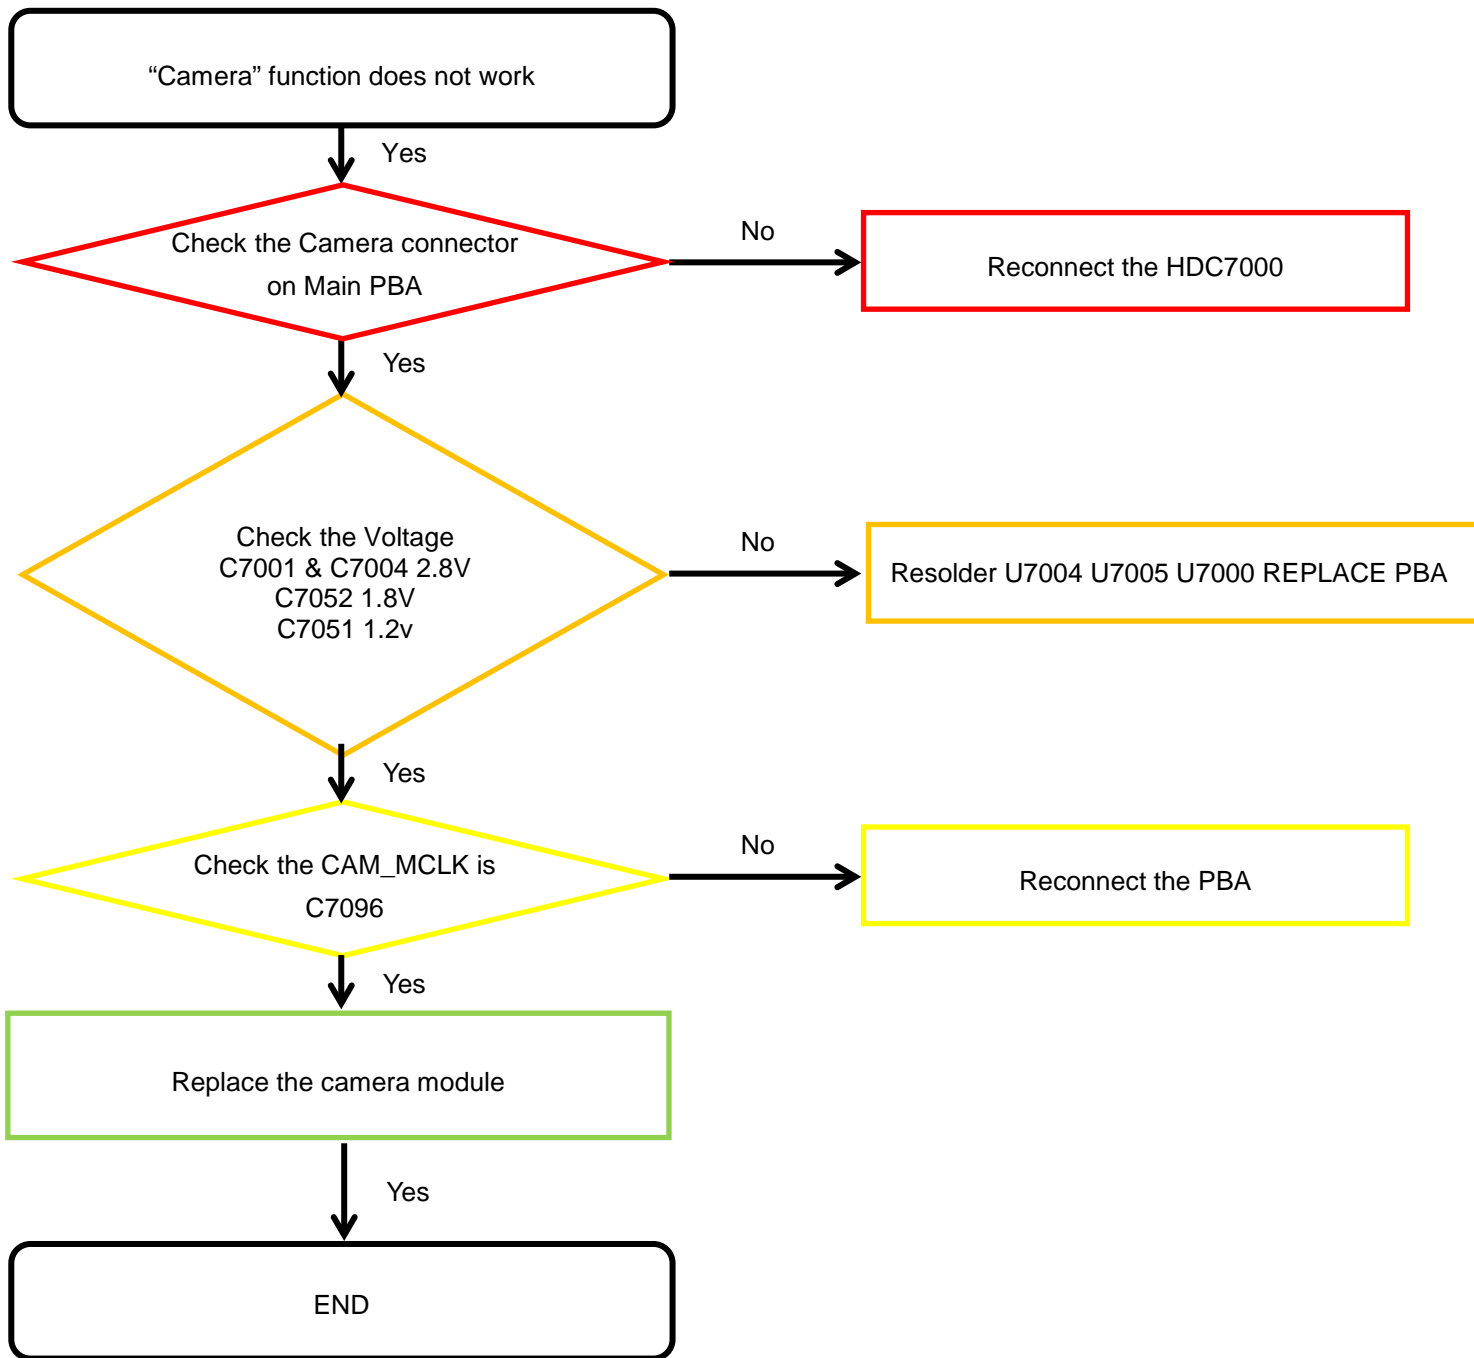 “Camera” function does not work
Yes
Check the Camera connector
on Main PBA
No
Reconnect the HDC7000
Yes
Check the Voltage
C7001 & C7004 2.8V
C7052 1.8V
C7051 1.2v
No
Resolder U7004 U7005 U7000 REPLACE PBA
Yes
Check the CAM_MCLK is
C7096
No
Reconnect the PBA
Yes
Replace the camera module
Yes
END